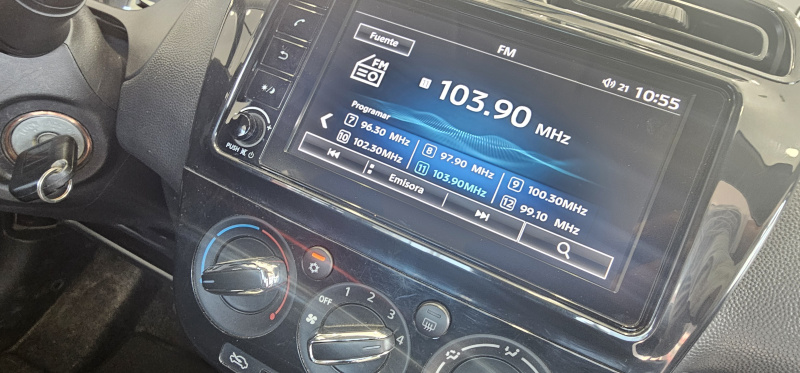 Fuente
FM
21 10:55
FM
11 103.90 MHz
Programar
7 96.30 MHz
8 97.90 MHz
9 100.30MHz
10 102.30MHz
11 103.90MHz
12 99.10 MHz
Emisora
PUSH
OFF 1 2 3 4